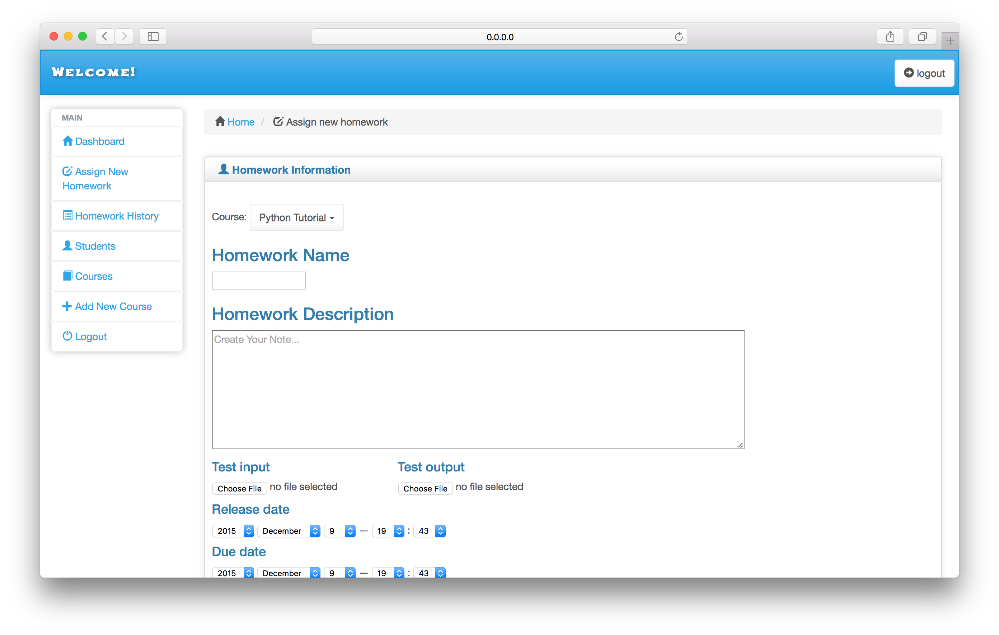 0.0.0.0
Welcome!
logout
MAIN
Dashboard
Assign New
Homework
Homework History
Students
Courses
Add New Course
Logout
Home / Assign new homework
Homework Information
Course: Python Tutorial
Homework Name
Homework Description
Create Your Note...
Test input Test output
Choose File no file selected Choose File no file selected
Release date
2015 December 9 — 19 : 43
Due date
2015 December 9 — 19 : 43